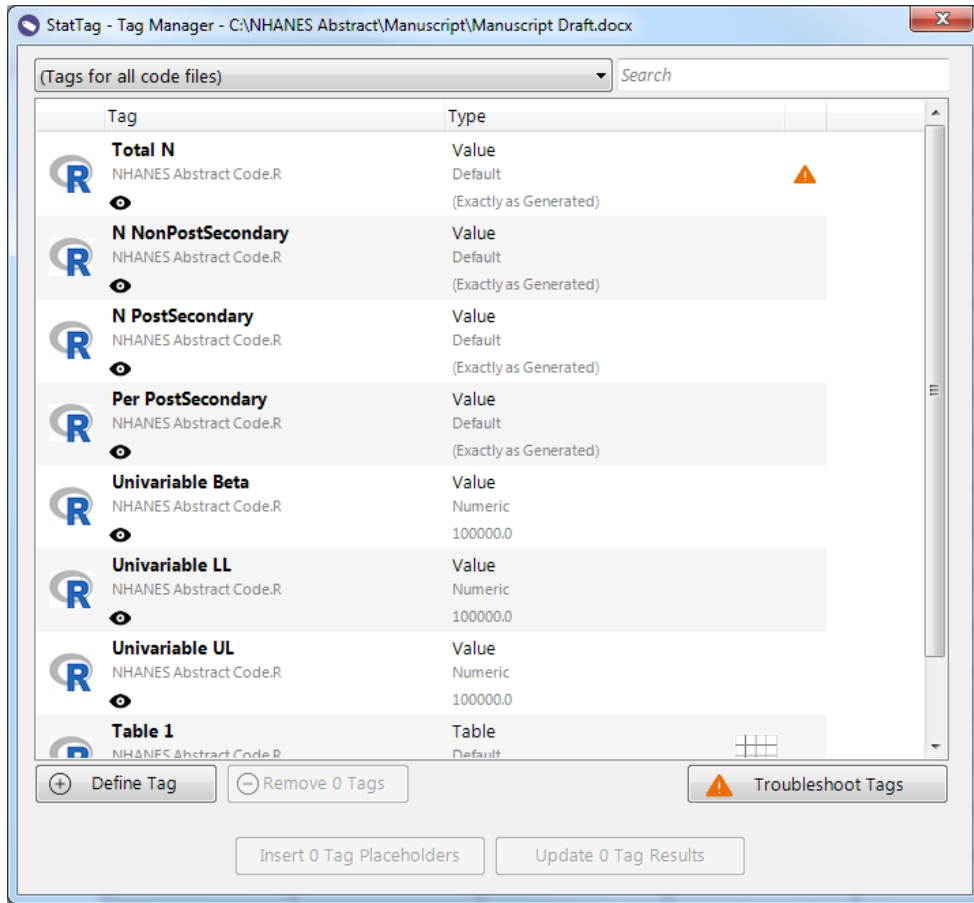 StatTag - Tag Manager - C:\NHANES Abstract\Manuscript\Manuscript Draft.docx
(Tags for all code files) Search
Tag Type
Total N Value
NHANES Abstract Code.R Default
(Exactly as Generated)
N NonPostSecondary Value
NHANES Abstract Code.R Default
(Exactly as Generated)
N PostSecondary Value
NHANES Abstract Code.R Default
(Exactly as Generated)
Per PostSecondary Value
NHANES Abstract Code.R Default
(Exactly as Generated)
Univariable Beta Value
NHANES Abstract Code.R Numeric
100000.0
Univariable LL Value
NHANES Abstract Code.R Numeric
100000.0
Univariable UL Value
NHANES Abstract Code.R Numeric
100000.0
Table 1 Table
NHANES Abstract Code.R Default
Define Tag Remove 0 Tags Troubleshoot Tags
Insert 0 Tag Placeholders Update 0 Tag Results